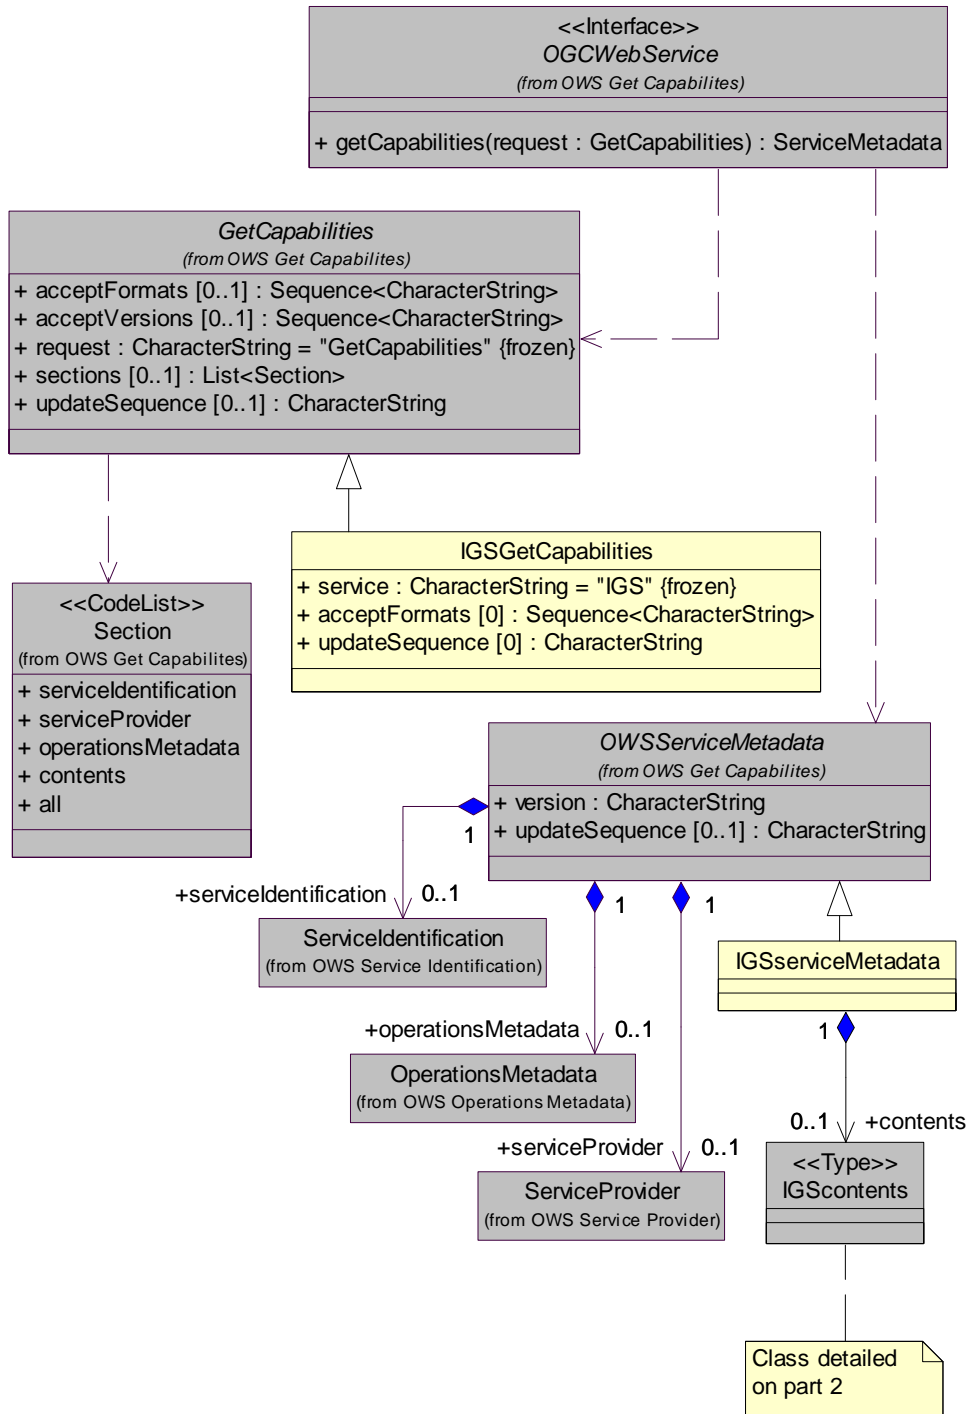 <<Interface>>
OGCWebService
(from OWS Get Capabilites)
+ getCapabilities(request : GetCapabilities) : ServiceMetadata
GetCapabilities
(from OWS Get Capabilites)
+ acceptFormats [0..1] : Sequence<CharacterString>
+ acceptVersions [0..1] : Sequence<CharacterString>
+ request : CharacterString = "GetCapabilities" {frozen}
+ sections [0..1] : List<Section>
+ updateSequence [0..1] : CharacterString
IGSGetCapabilities
+ service : CharacterString = "IGS" {frozen}
+ acceptFormats [0] : Sequence<CharacterString>
+ updateSequence [0] : CharacterString
<<CodeList>>
Section
(from OWS Get Capabilites)
+ serviceIdentification
+ serviceProvider
+ operationsMetadata
+ contents
+ all
OWSServiceMetadata
(from OWS Get Capabilites)
+ version : CharacterString
+ updateSequence [0..1] : CharacterString
1
+serviceIdentification
0..1
1
1
ServiceIdentification
(from OWS Service Identification)
IGSserviceMetadata
+operationsMetadata
0..1
1
OperationsMetadata
(from OWS Operations Metadata)
0..1
+contents
+serviceProvider
0..1
<<Type>>
IGScontents
ServiceProvider
(from OWS Service Provider)
Class detailed
on part 2